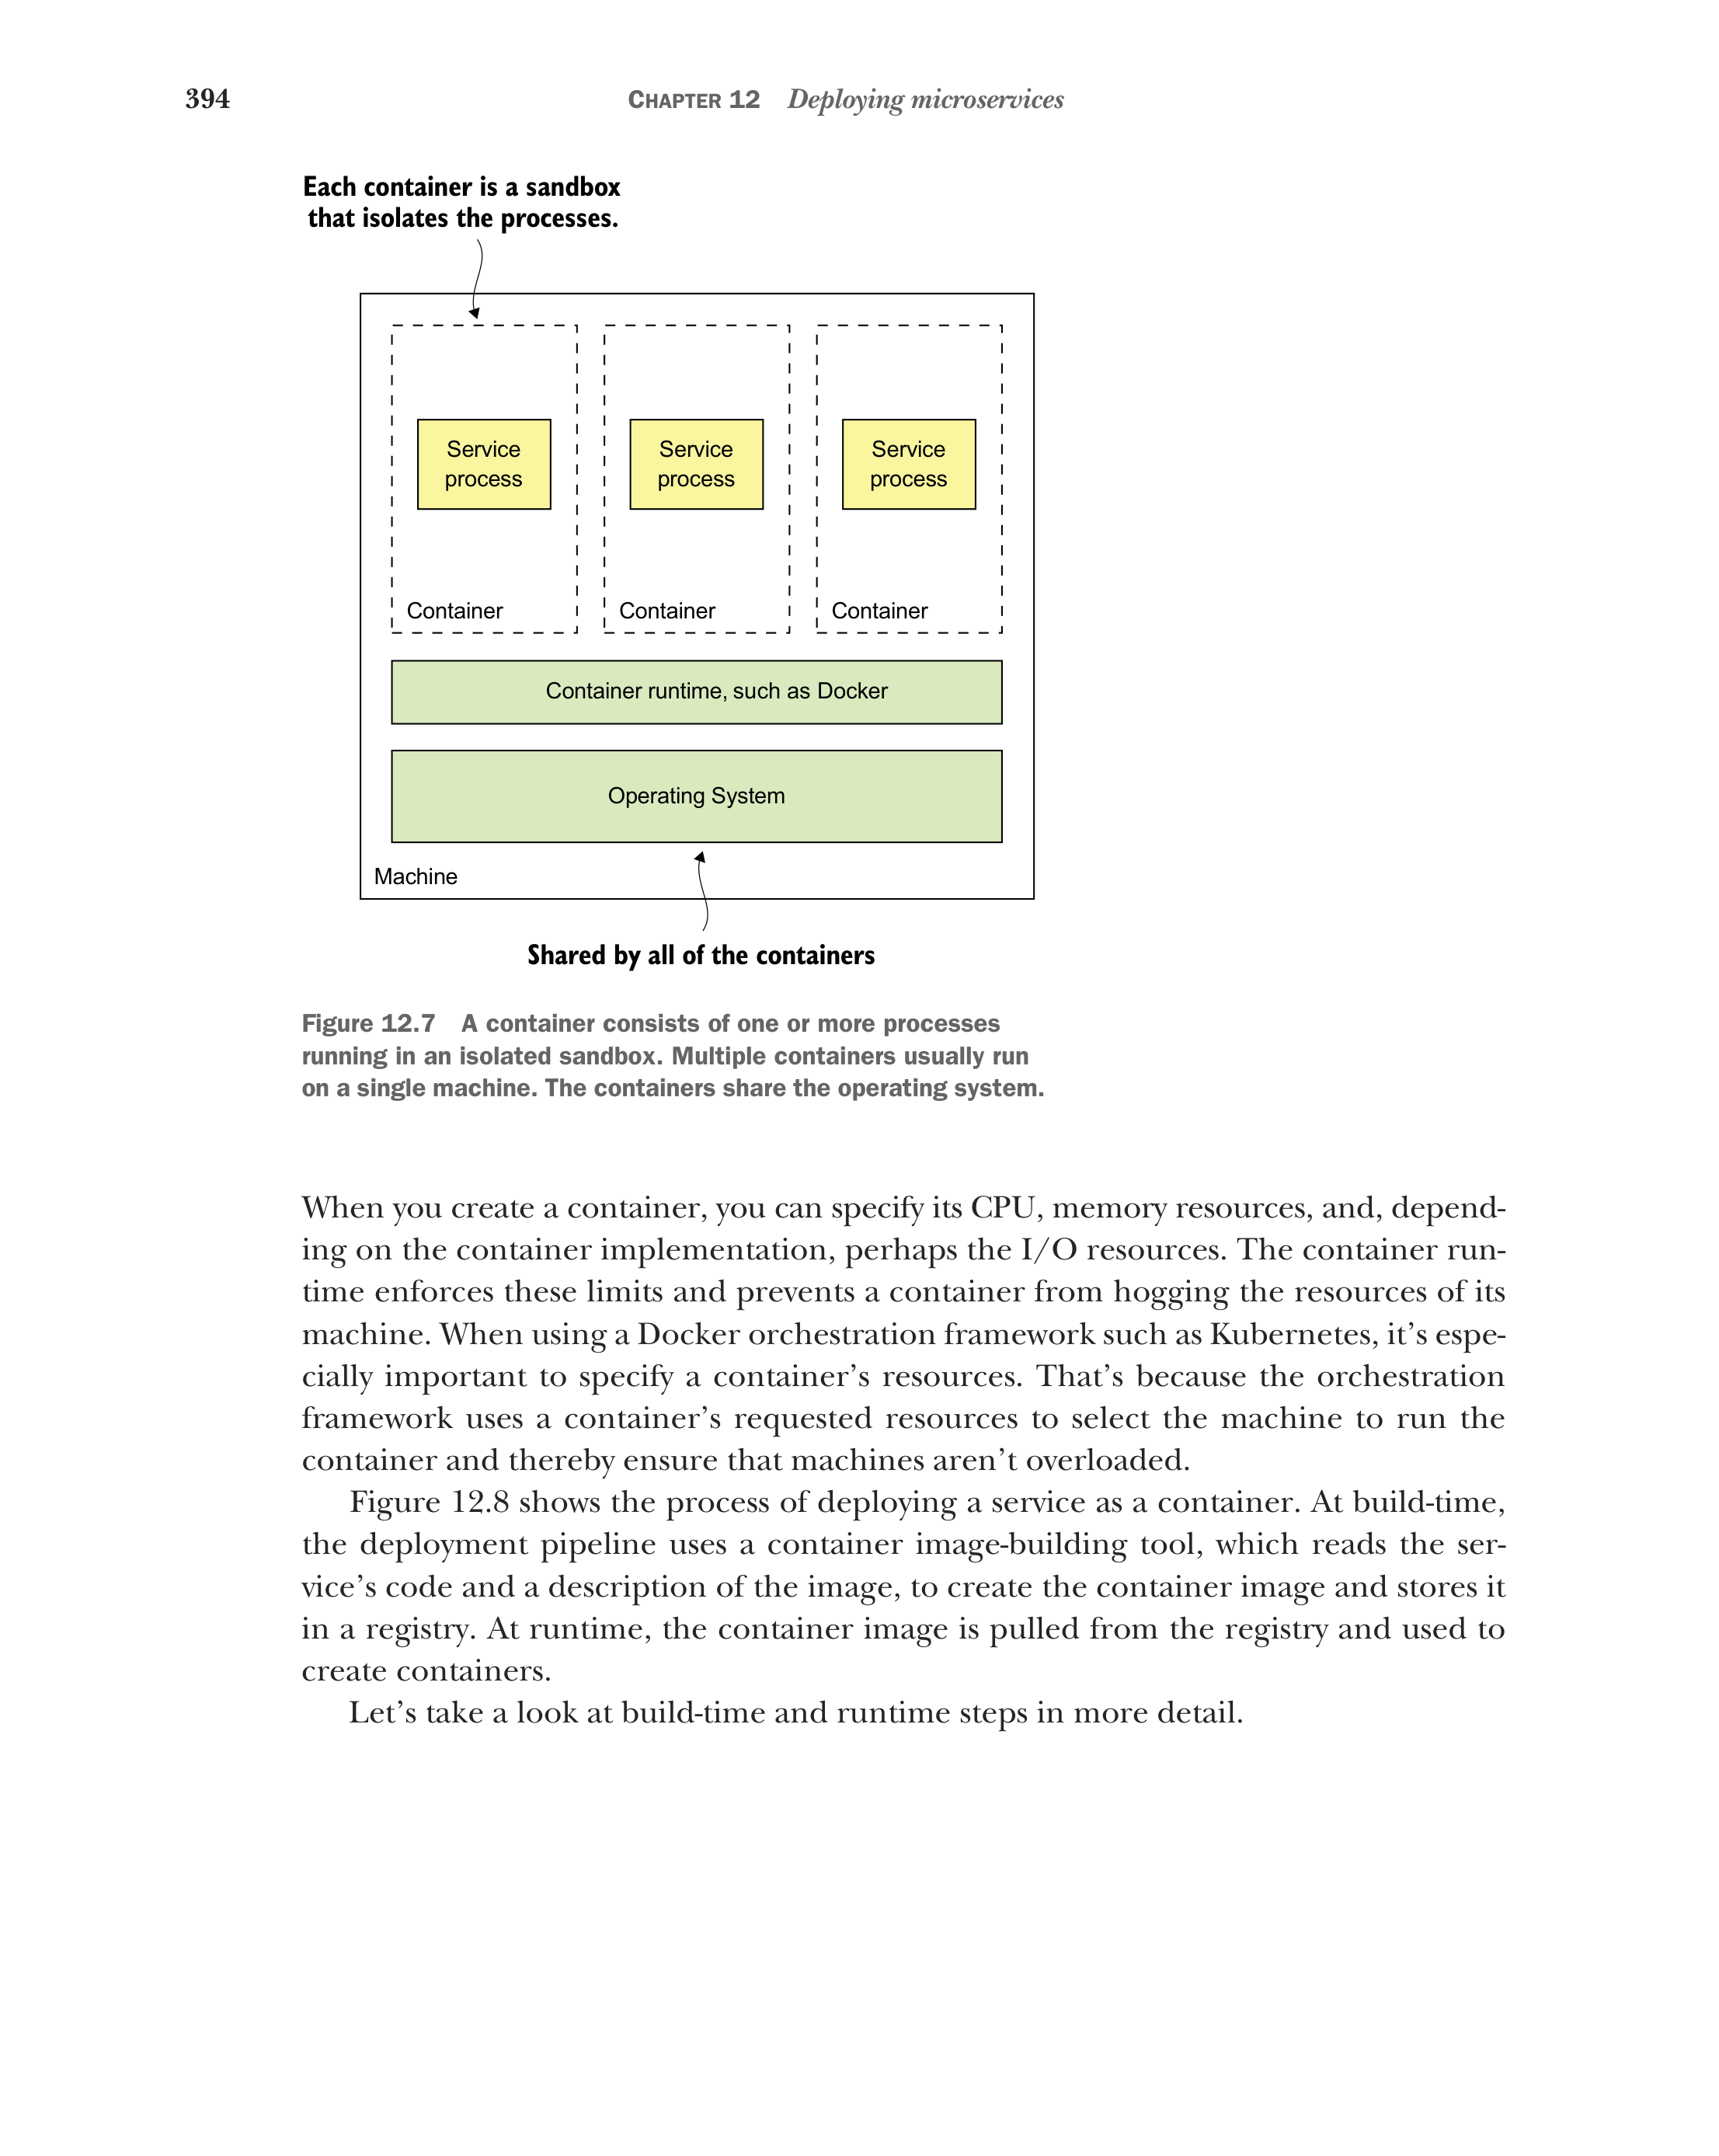 394
CHAPTER 12 Deploying microservices
Each container is a sandbox
that isolates the processes.
Service
process
Service
process
Service
process
Container
Container
Container
Container runtime, such as Docker
Operating System
Machine
Shared by all of the containers
Figure 12.7 A container consists of one or more processes
running in an isolated sandbox. Multiple containers usually run
on a single machine. The containers share the operating system.
When you create a container, you can specify its CPU, memory resources, and, depend-
ing on the container implementation, perhaps the I/O resources. The container run-
time enforces these limits and prevents a container from hogging the resources of its
machine. When using a Docker orchestration framework such as Kubernetes, it’s espe-
cially important to specify a container’s resources. That’s because the orchestration
framework uses a container’s requested resources to select the machine to run the
container and thereby ensure that machines aren’t overloaded.
Figure 12.8 shows the process of deploying a service as a container. At build-time,
the deployment pipeline uses a container image-building tool, which reads the ser-
vice’s code and a description of the image, to create the container image and stores it
in a registry. At runtime, the container image is pulled from the registry and used to
create containers.
Let’s take a look at build-time and runtime steps in more detail.